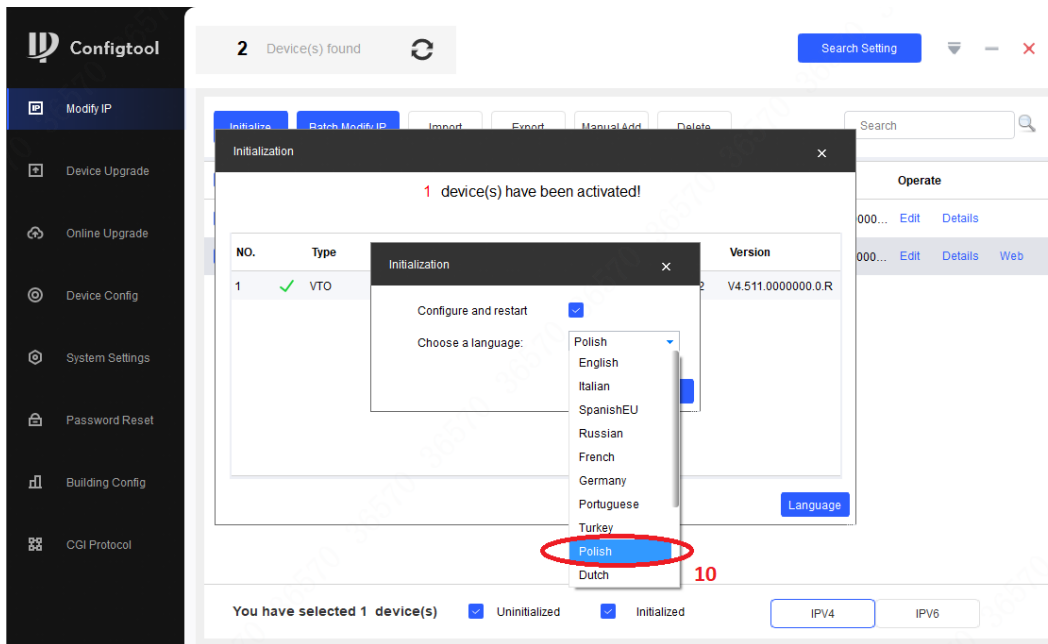 Configtool
2 Device(s) found
Search Setting
Modify IP
Device Upgrade
Online Upgrade
Device Config
System Settings
Password Reset
Building Config
CGI Protocol
Initialize Batch Modify IP Import Export Manual Add Delete
Search
Operate
000... Edit Details
000... Edit Details Web
Initialization
1 device(s) have been activated!
NO. Type Version
1 VTO 2 V4.511.0000000.0.R
Initialization
Configure and restart
Choose a language: Polish
English
Italian
SpanishEU
Russian
French
Germany
Portuguese
Turkey
Polish
Dutch
10
Language
You have selected 1 device(s) Uninitialized Initialized
IPV4 IPV6